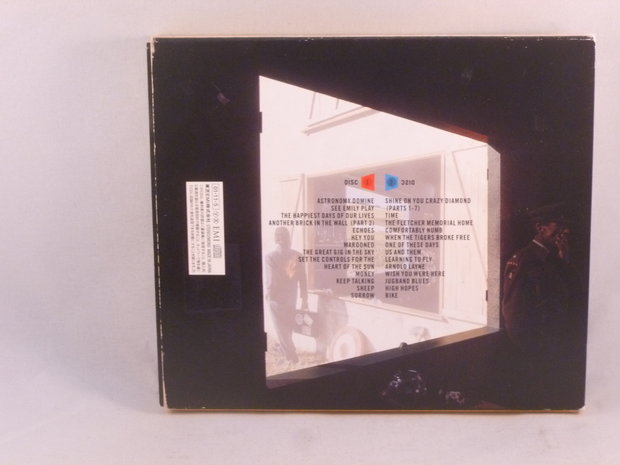 DISC 1
ASTRONOMY DOMINE
SEE EMILY PLAY
THE HAPPIEST DAYS OF OUR LIVES
ANOTHER BRICK IN THE WALL (PART 2)
ECHOES
HEY YOU
MAROONED
THE GREAT GIG IN THE SKY
SET THE CONTROLS FOR THE
HEART OF THE SUN
MONEY
KEEP TALKING
SHEEP
SORROW
2 DISC
SHINE ON YOU CRAZY DIAMOND
(PARTS 1-7)
TIME
THE FLETCHER MEMORIAL HOME
COMFORTABLY NUMB
WHEN THE TIGERS BROKE FREE
ONE OF THESE DAYS
US AND THEM
LEARNING TO FLY
ARNOLD LAYNE
WISH YOU WERE HERE
JUGBAND BLUES
HIGH HOPES
BIKE
EMI